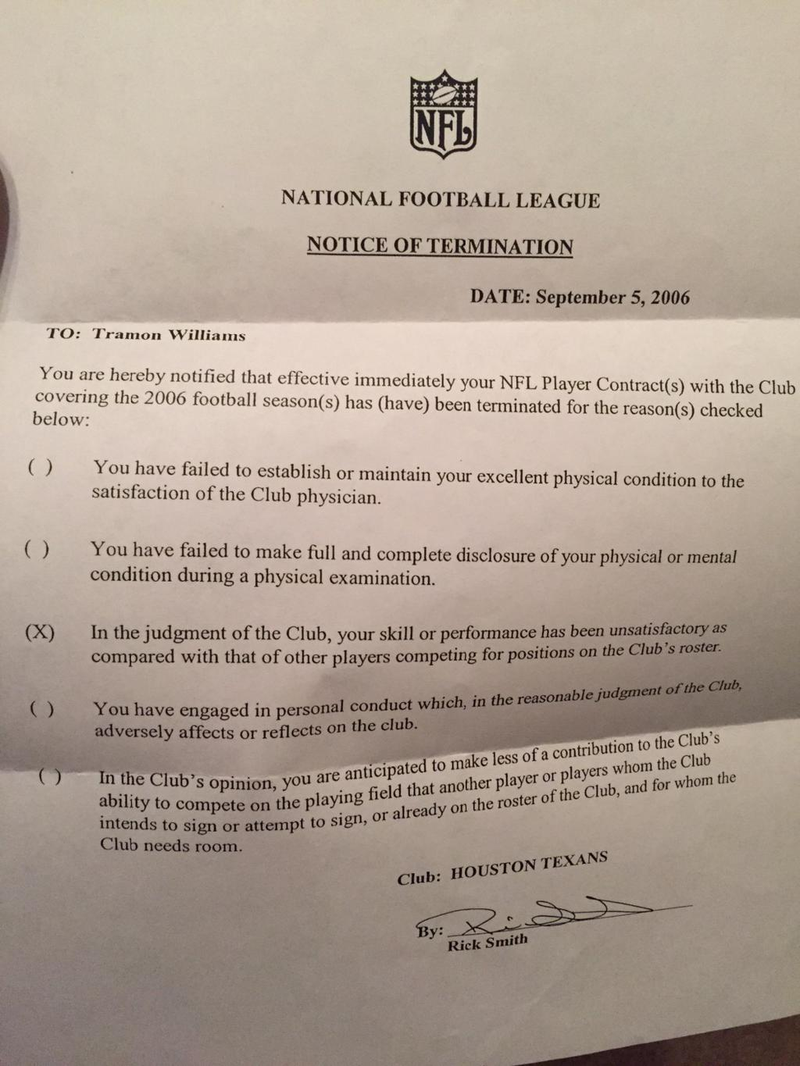 NFL
NATIONAL FOOTBALL LEAGUE
NOTICE OF TERMINATION
DATE: September 5, 2006
TO: Tramon Williams
You are hereby notified that effective immediately your NFL Player Contract(s) with the Club
covering the 2006 football season(s) has (have) been terminated for the reason(s) checked
below:
( ) You have failed to establish or maintain your excellent physical condition to the
satisfaction of the Club physician.
( ) You have failed to make full and complete disclosure of your physical or mental
condition during a physical examination.
(X) In the judgment of the Club, your skill or performance has been unsatisfactory as
compared with that of other players competing for positions on the Club's roster.
( ) You have engaged in personal conduct which, in the reasonable judgment of the Club,
adversely affects or reflects on the club.
( ) In the Club's opinion, you are anticipated to make less of a contribution to the Club's
ability to compete on the playing field that another player or players whom the Club
intends to sign or attempt to sign, or already on the roster of the Club, and for whom the
Club needs room.
Club: HOUSTON TEXANS
By:
Rick Smith